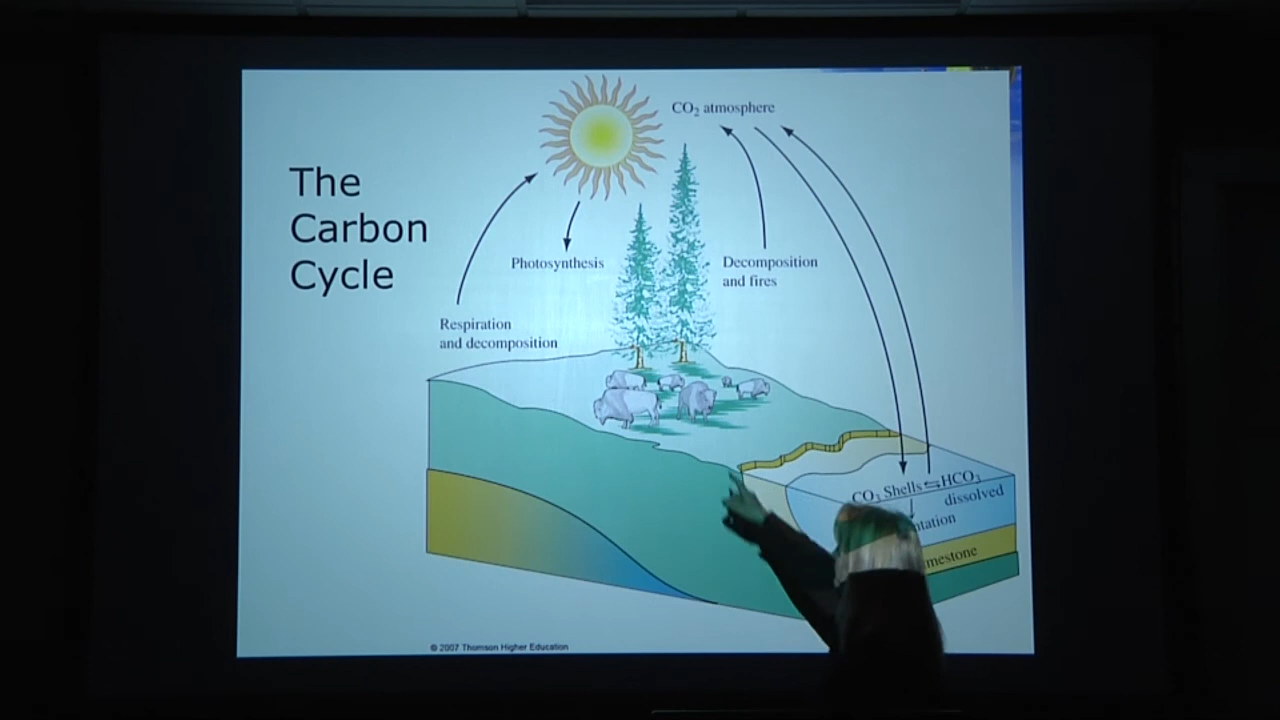 The
Carbon
Cycle
CO₂ atmosphere
Photosynthesis
Decomposition
and fires
Respiration
and decomposition
CO₃ Shells ⇆ HCO₃
dissolved
ntation
mestone
© 2007 Thomson Higher Education